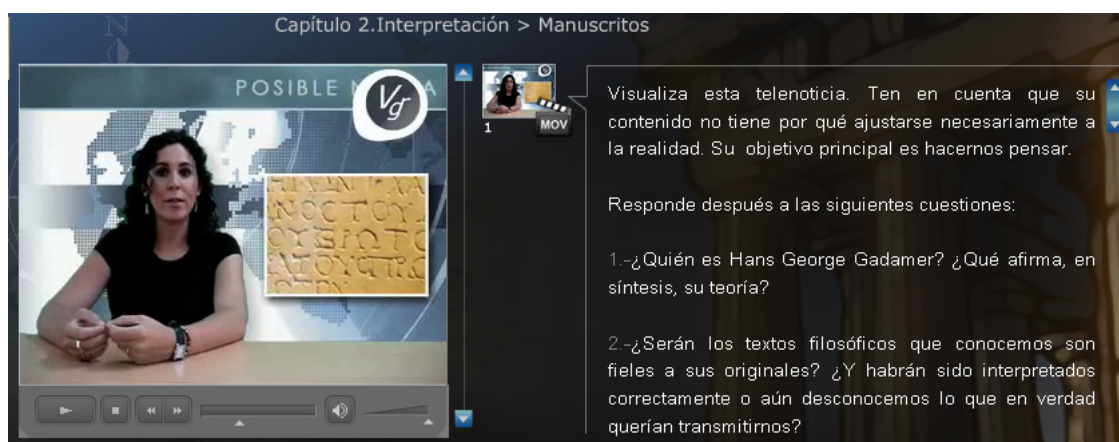 Capítulo 2.Interpretación > Manuscritos
POSIBLE
Vg
1
MOV
Visualiza esta telenoticia. Ten en cuenta que su
contenido no tiene por qué ajustarse necesariamente a
la realidad. Su objetivo principal es hacernos pensar.
Responde después a las siguientes cuestiones:
1.-¿Quién es Hans George Gadamer? ¿Qué afirma, en
síntesis, su teoría?
2.-¿Serán los textos filosóficos que conocemos son
fieles a sus originales? ¿Y habrán sido interpretados
correctamente o aún desconocemos lo que en verdad
querían transmitirnos?